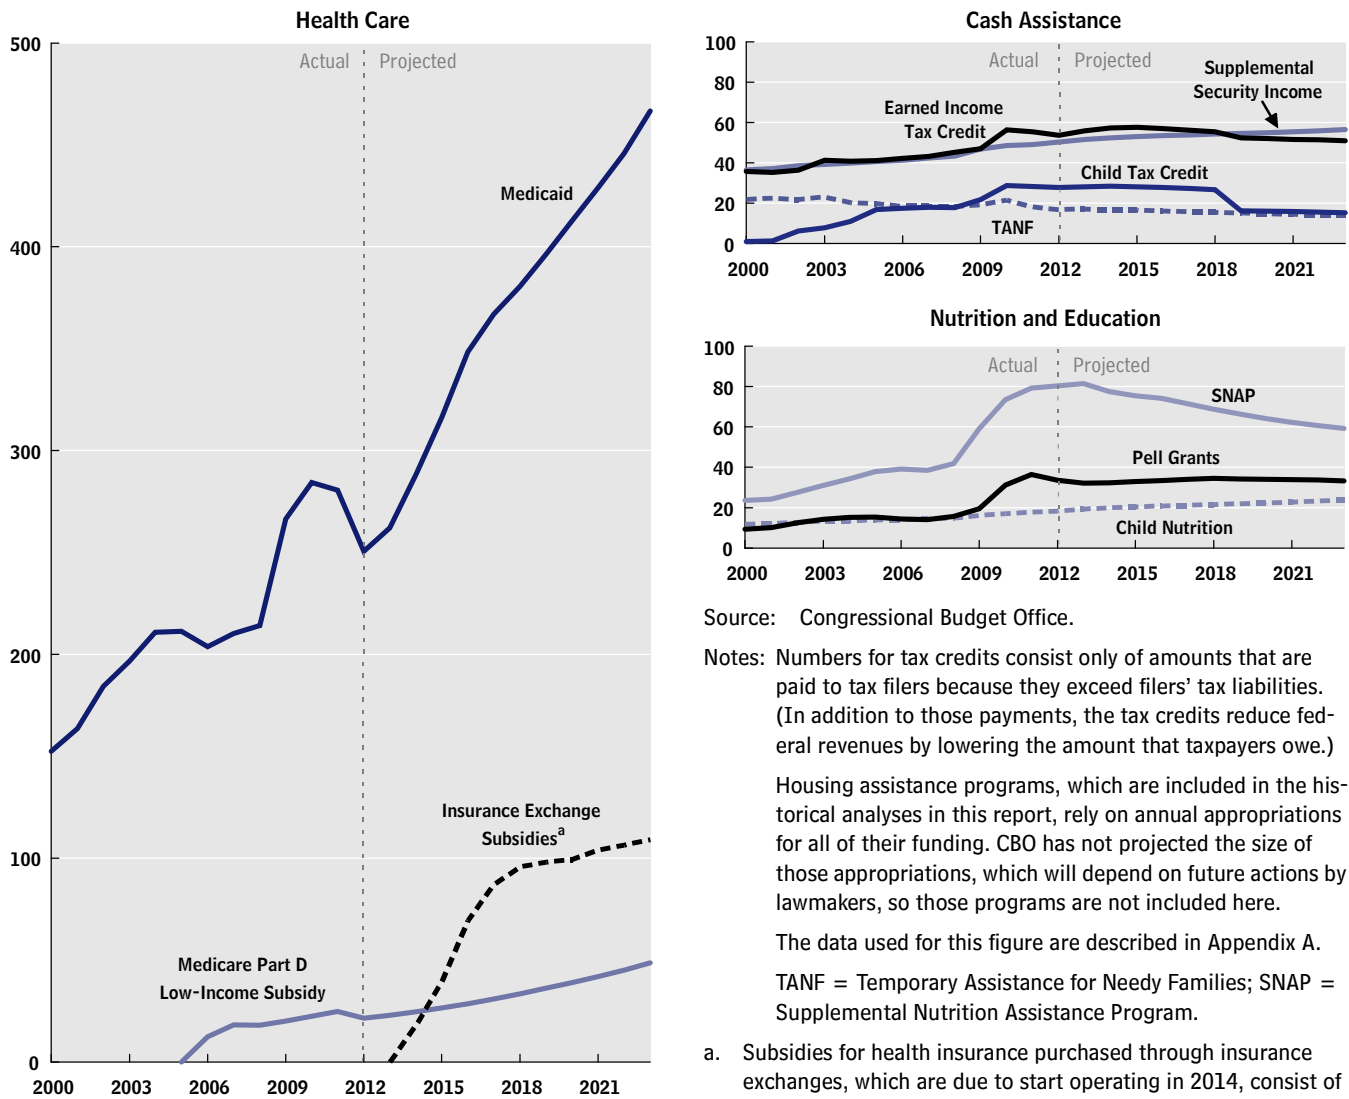 Health Care
500
400
300
200
100
0
Actual
Projected
Medicaid
Insurance Exchange
Subsidiesa
Medicare Part D
Low-Income Subsidy
2000 2003 2006 2009 2012 2015 2018 2021
Cash Assistance
100
80
60
40
20
0
Actual
Projected
Supplemental
Security Income
Earned Income
Tax Credit
Child Tax Credit
TANF
2000 2003 2006 2009 2012 2015 2018 2021
Nutrition and Education
100
80
60
40
20
0
Actual
Projected
SNAP
Pell Grants
Child Nutrition
2000 2003 2006 2009 2012 2015 2018 2021
Source: Congressional Budget Office.
Notes: Numbers for tax credits consist only of amounts that are
paid to tax filers because they exceed filers' tax liabilities.
(In addition to those payments, the tax credits reduce fed-
eral revenues by lowering the amount that taxpayers owe.)
Housing assistance programs, which are included in the his-
torical analyses in this report, rely on annual appropriations
for all of their funding. CBO has not projected the size of
those appropriations, which will depend on future actions by
lawmakers, so those programs are not included here.
The data used for this figure are described in Appendix A.
TANF = Temporary Assistance for Needy Families; SNAP =
Supplemental Nutrition Assistance Program.
a. Subsidies for health insurance purchased through insurance
exchanges, which are due to start operating in 2014, consist of